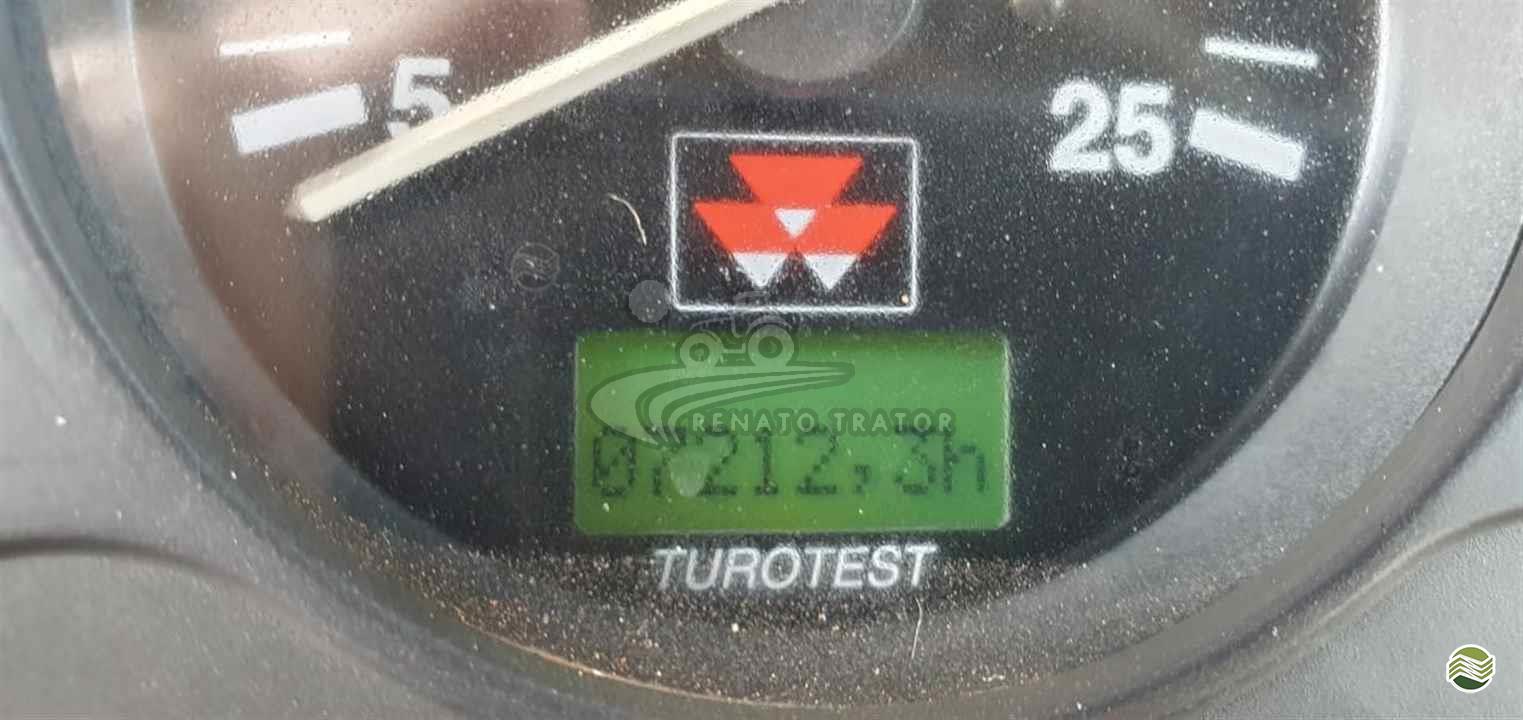 5
25
RENATO TRATOR
07212,3h
TUROTEST